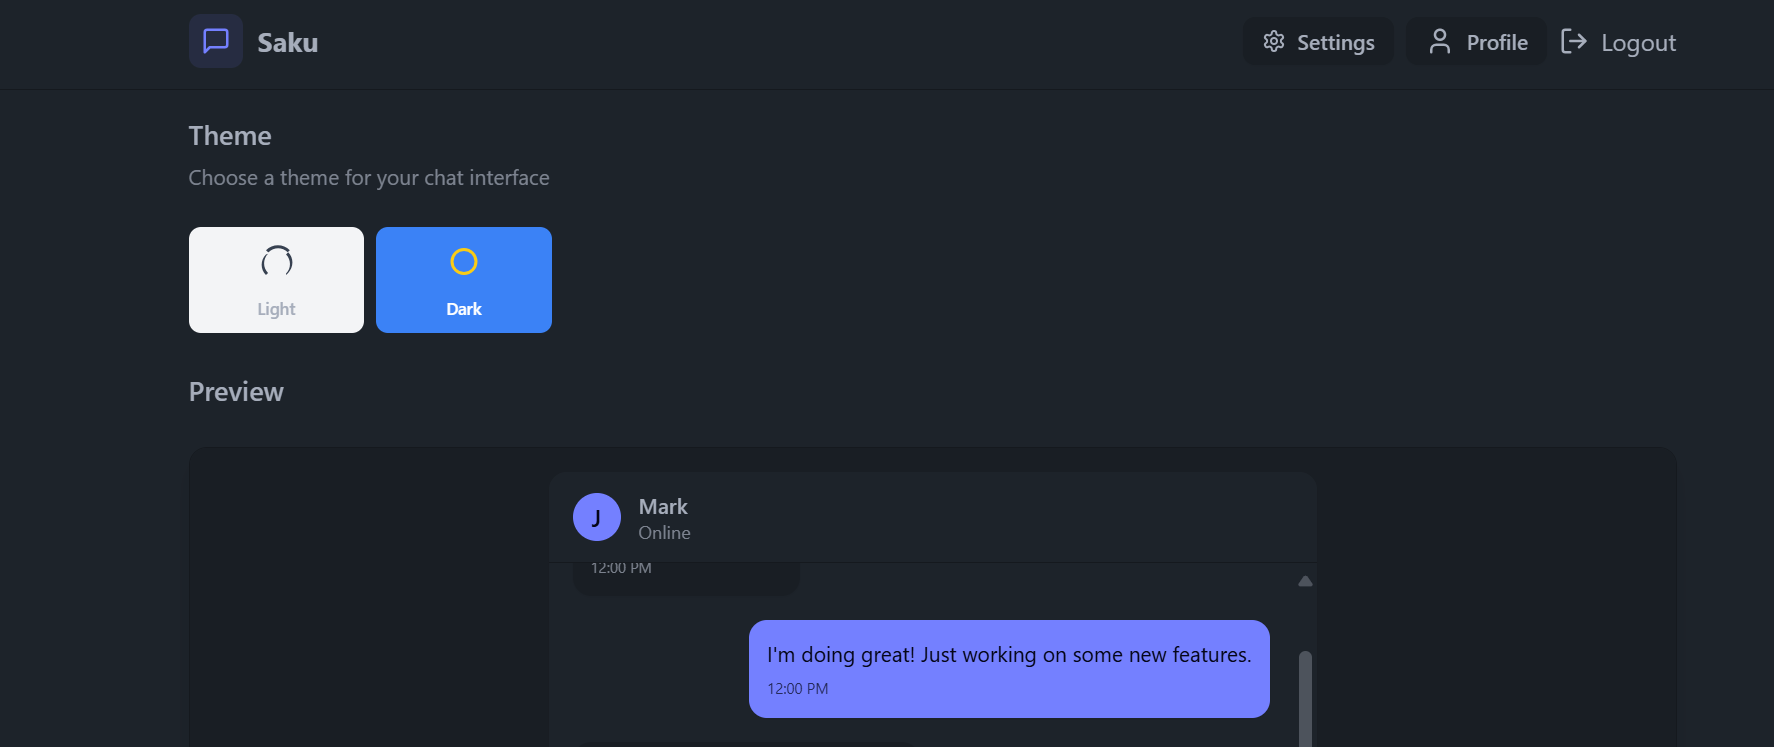 Saku
Settings
Profile
Logout
Theme
Choose a theme for your chat interface
Light
Dark
Preview
J
Mark
Online
12:00 PM
I'm doing great! Just working on some new features.
12:00 PM